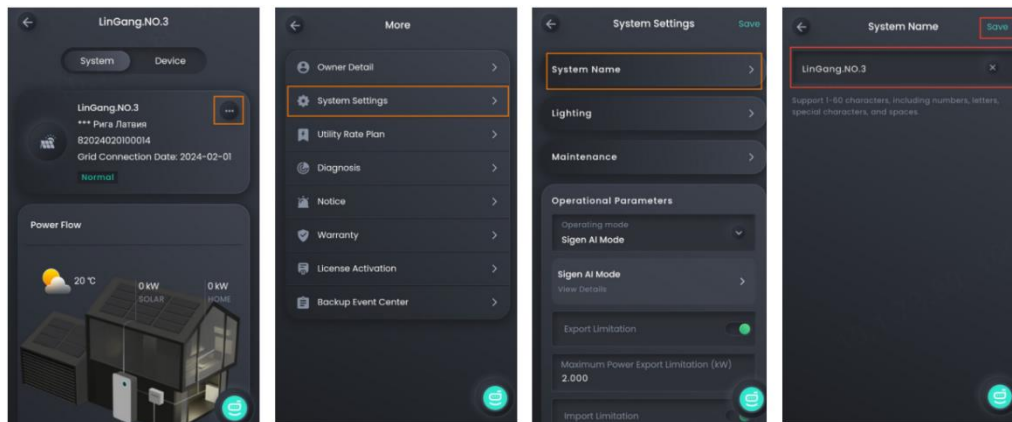 LinGang.NO.3
System
Device
LinGang.NO.3
*** Рига Латвия
82024020100014
Grid Connection Date: 2024-02-01
Normal
Power Flow
20 °C
0 kW
SOLAR
0 kW
HOME
More
Owner Detail
System Settings
Utility Rate Plan
Diagnosis
Notice
Warranty
License Activation
Backup Event Center
System Settings
Save
System Name
Lighting
Maintenance
Operational Parameters
Operating mode
Sigen AI Mode
Sigen AI Mode
View Details
Export Limitation
Maximum Power Export Limitation (kW)
2.000
Import Limitation
System Name
Save
LinGang.NO.3
Support 1-60 characters, including numbers, letters,
special characters, and spaces